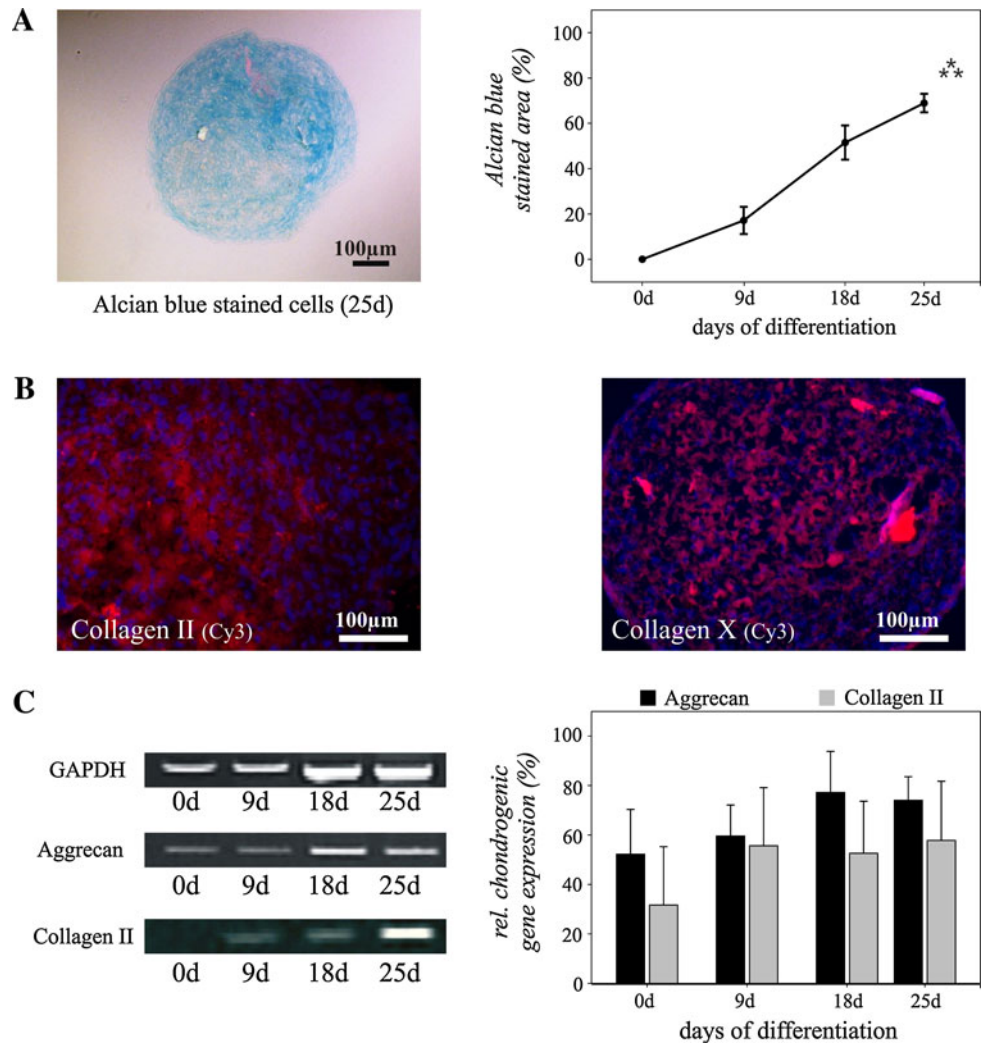 A
100µm
Alcian blue stained cells (25d)
Alcian blue
stained area (%)
100
80
60
40
20
0
***
0d 9d 18d 25d
days of differentiation
B
Collagen II (Cy3)
100µm
Collagen X (Cy3)
100µm
C
GAPDH
0d 9d 18d 25d
Aggrecan
0d 9d 18d 25d
Collagen II
0d 9d 18d 25d
Aggrecan Collagen II
rel. chondrogenic
gene expression (%)
100
80
60
40
20
0
0d 9d 18d 25d
days of differentiation